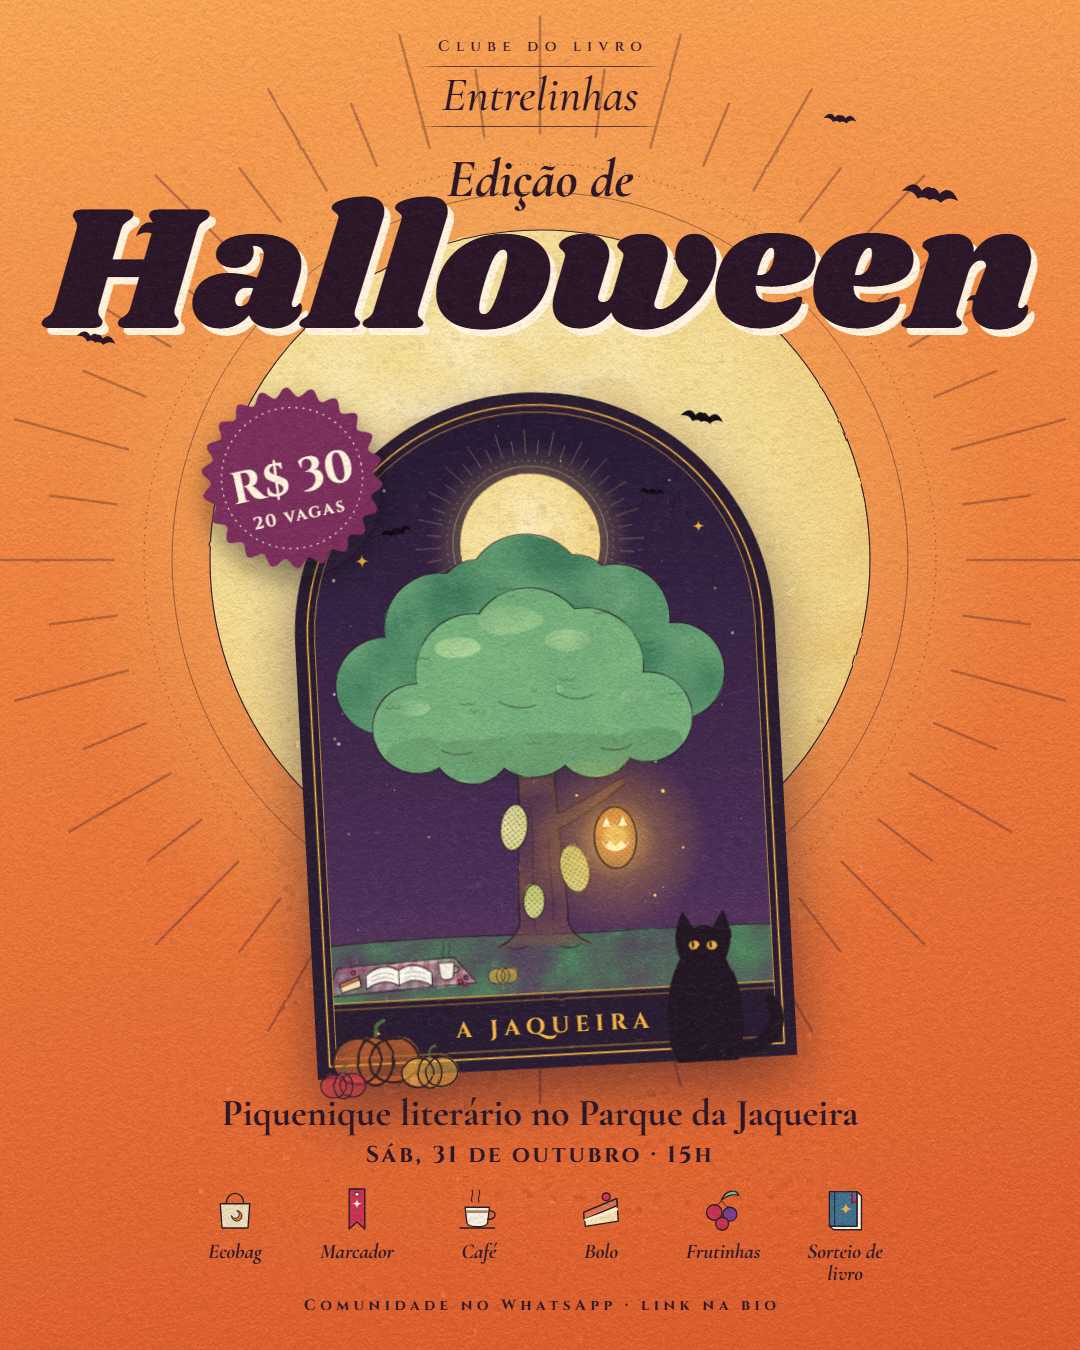 Clube do livro
Entrelinhas
Edição de
Halloween
R$ 30
20 VAGAS
A JAQUEIRA
Piquenique literário no Parque da Jaqueira
SÁB, 31 DE OUTUBRO · 15H
Ecobag
Marcador
Café
Bolo
Frutinhas
Sorteio de
livro
Comunidade no WhatsApp · link na bio